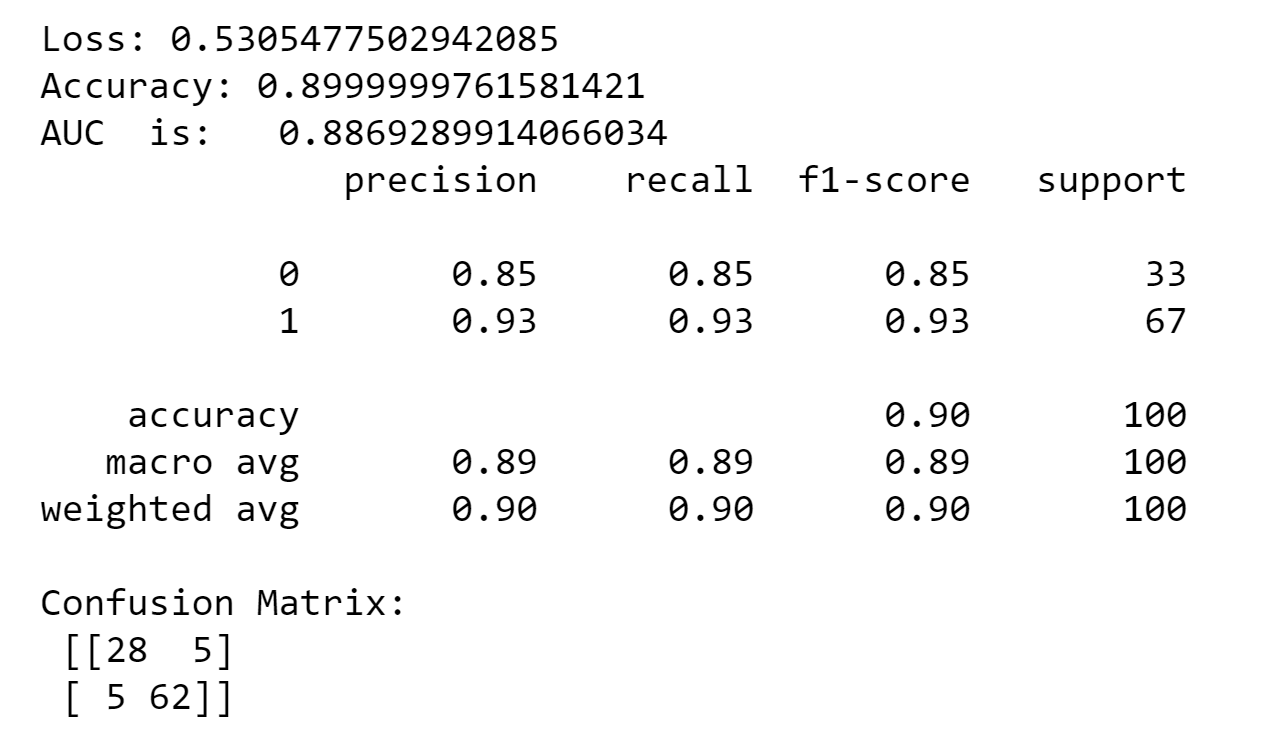 Loss: 0.5305477502942085
Accuracy: 0.8999999761581421
AUC  is:   0.8869289914066034
              precision    recall  f1-score   support

           0       0.85      0.85      0.85        33
           1       0.93      0.93      0.93        67

    accuracy                           0.90       100
   macro avg       0.89      0.89      0.89       100
weighted avg       0.90      0.90      0.90       100

Confusion Matrix:
 [[28  5]
 [ 5 62]]